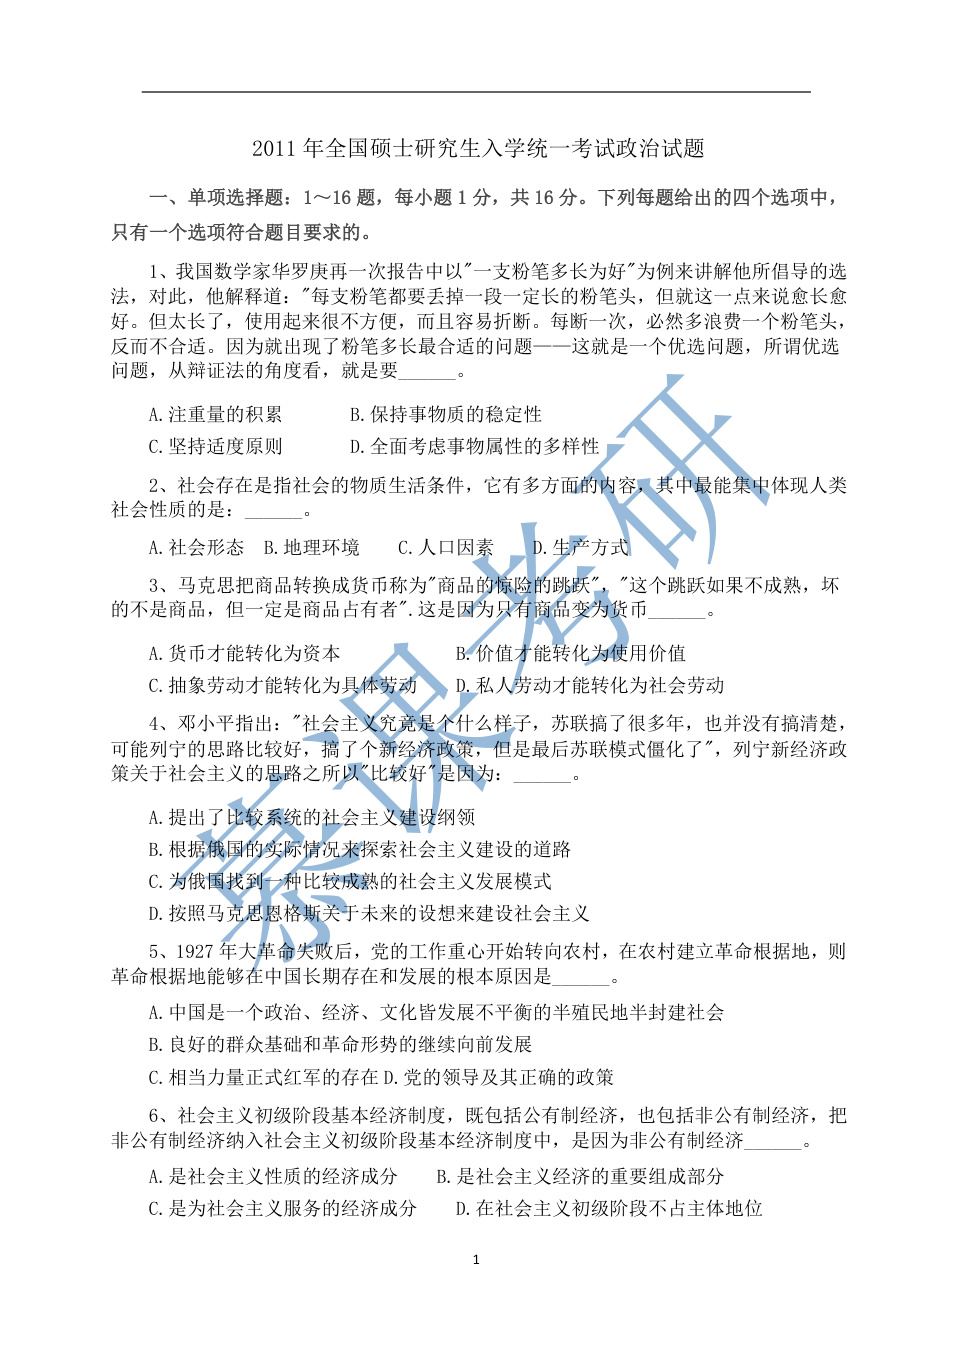 2011 年全国硕士研究生入学统一考试政治试题
一、单项选择题：1～16 题，每小题 1 分，共 16 分。下列每题给出的四个选项中，
只有一个选项符合题目要求的。
1、我国数学家华罗庚再一次报告中以"一支粉笔多长为好"为例来讲解他所倡导的选
法，对此，他解释道："每支粉笔都要丢掉一段一定长的粉笔头，但就这一点来说愈长愈
好。但太长了，使用起来很不方便，而且容易折断。每断一次，必然多浪费一个粉笔头，
反而不合适。因为就出现了粉笔多长最合适的问题——这就是一个优选问题，所谓优选
问题，从辩证法的角度看，就是要______。
A.注重量的积累 B.保持事物质的稳定性
C.坚持适度原则 D.全面考虑事物属性的多样性
2、社会存在是指社会的物质生活条件，它有多方面的内容，其中最能集中体现人类
社会性质的是：______。
A.社会形态 B.地理环境 C.人口因素 D.生产方式
3、马克思把商品转换成货币称为"商品的惊险的跳跃"，"这个跳跃如果不成熟，坏
的不是商品，但一定是商品占有者".这是因为只有商品变为货币______。
A.货币才能转化为资本 B.价值才能转化为使用价值
C.抽象劳动才能转化为具体劳动 D.私人劳动才能转化为社会劳动
4、邓小平指出："社会主义究竟是个什么样子，苏联搞了很多年，也并没有搞清楚，
可能列宁的思路比较好，搞了个新经济政策，但是最后苏联模式僵化了"，列宁新经济政
策关于社会主义的思路之所以"比较好"是因为：______。
A.提出了比较系统的社会主义建设纲领
B.根据俄国的实际情况来探索社会主义建设的道路
C.为俄国找到一种比较成熟的社会主义发展模式
D.按照马克思恩格斯关于未来的设想来建设社会主义
5、1927 年大革命失败后，党的工作重心开始转向农村，在农村建立革命根据地，则
革命根据地能够在中国长期存在和发展的根本原因是______。
A.中国是一个政治、经济、文化皆发展不平衡的半殖民地半封建社会
B.良好的群众基础和革命形势的继续向前发展
C.相当力量正式红军的存在 D.党的领导及其正确的政策
6、社会主义初级阶段基本经济制度，既包括公有制经济，也包括非公有制经济，把
非公有制经济纳入社会主义初级阶段基本经济制度中，是因为非公有制经济______。
A.是社会主义性质的经济成分 B.是社会主义经济的重要组成部分
C.是为社会主义服务的经济成分 D.在社会主义初级阶段不占主体地位
1
慕课考研